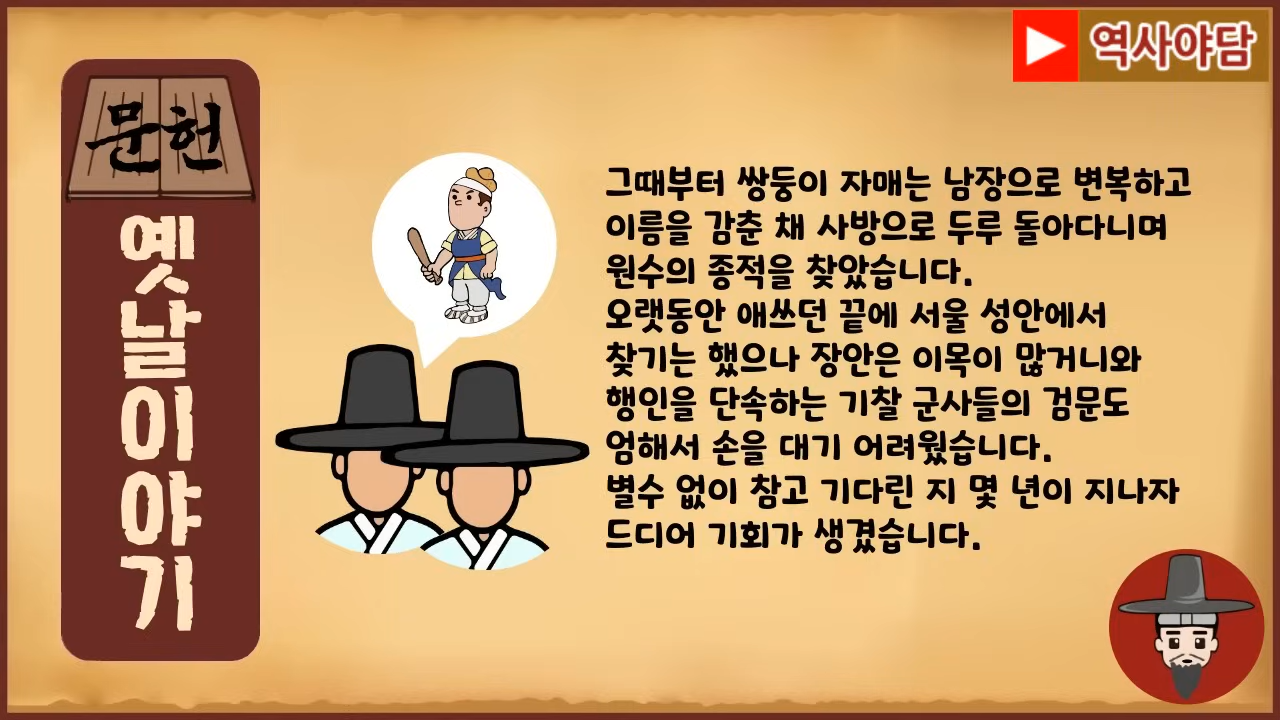 역사야담
문헌
옛날이야기
그때부터 쌍둥이 자매는 남장으로 변복하고
이름을 감춘 채 사방으로 두루 돌아다니며
원수의 종적을 찾았습니다.
오랫동안 애쓰던 끝에 서울 성안에서
찾기는 했으나 장안은 이목이 많거니와
행인을 단속하는 기찰 군사들의 검문도
엄해서 손을 대기 어려웠습니다.
별수 없이 참고 기다린 지 몇 년이 지나자
드디어 기회가 생겼습니다.